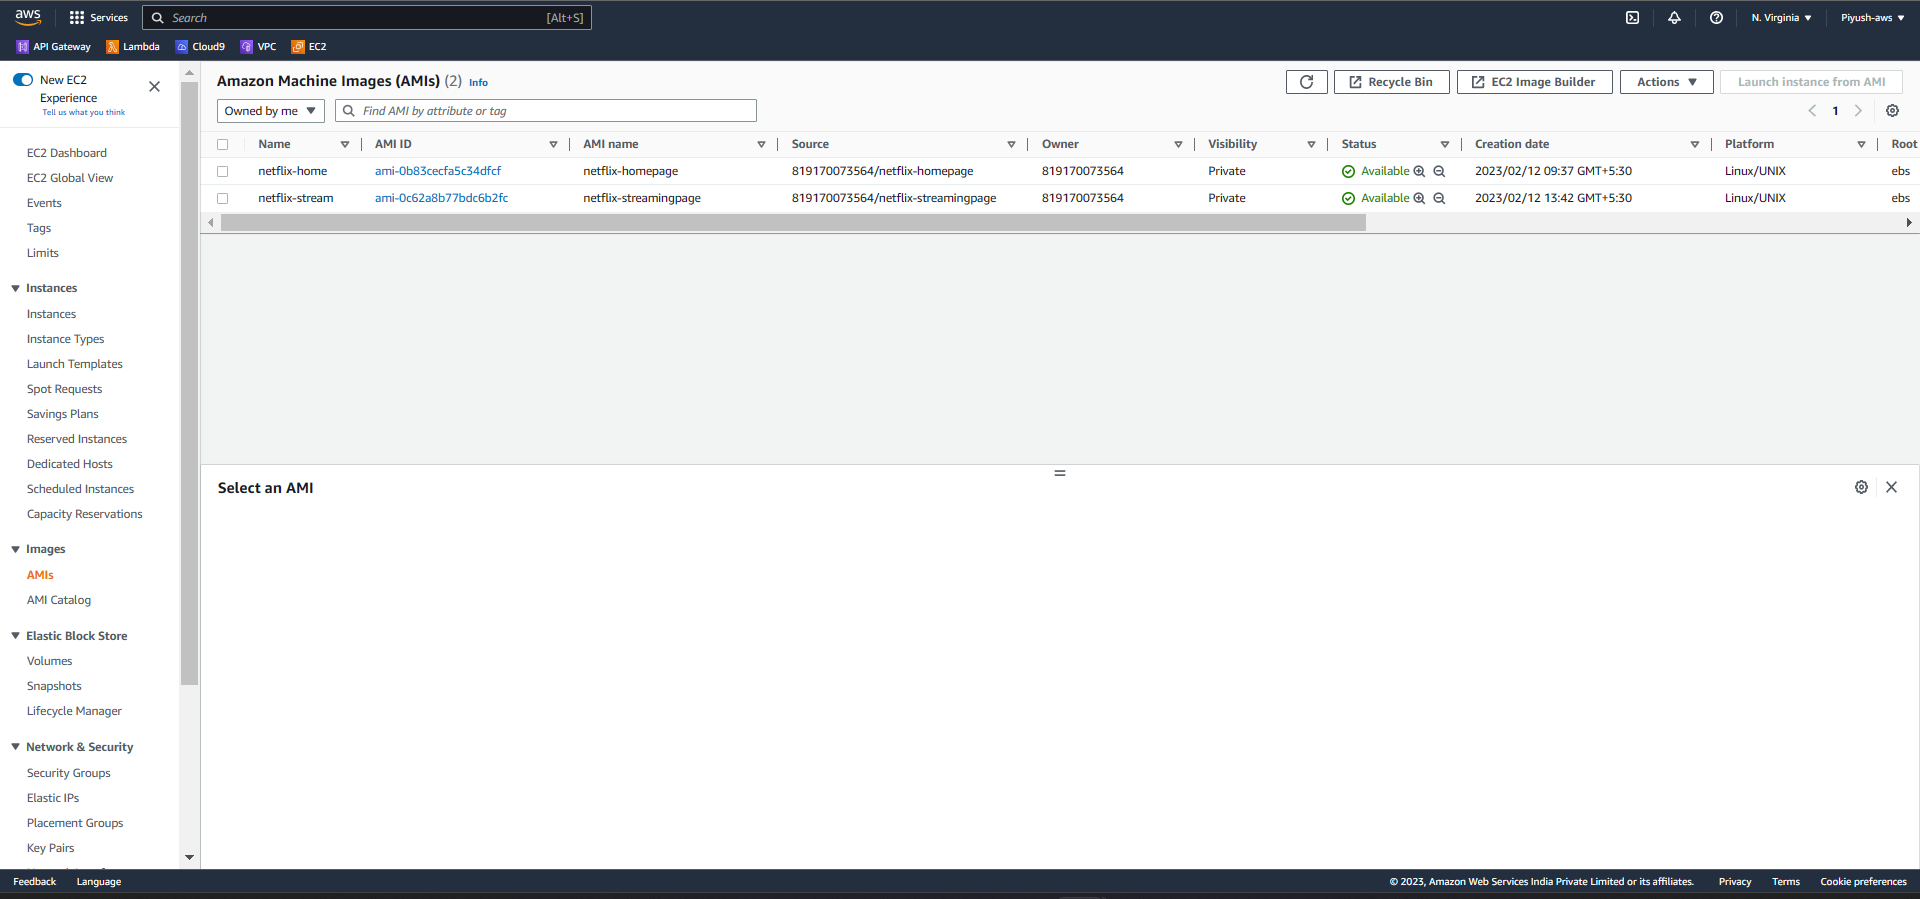 aws Services Search [Alt+S] N. Virginia Piyush-aws
API Gateway Lambda Cloud9 VPC EC2
New EC2
Experience
Tell us what you think
EC2 Dashboard
EC2 Global View
Events
Tags
Limits
Instances
Instances
Instance Types
Launch Templates
Spot Requests
Savings Plans
Reserved Instances
Dedicated Hosts
Scheduled Instances
Capacity Reservations
Images
AMIs
AMI Catalog
Elastic Block Store
Volumes
Snapshots
Lifecycle Manager
Network & Security
Security Groups
Elastic IPs
Placement Groups
Key Pairs
Amazon Machine Images (AMIs) (2) Info Recycle Bin EC2 Image Builder Actions Launch instance from AMI
Owned by me Find AMI by attribute or tag 1
Name AMI ID AMI name Source Owner Visibility Status Creation date Platform Root
netflix-home ami-0b83cecfa5c34dfcf netflix-homepage 819170073564/netflix-homepage 819170073564 Private Available 2023/02/12 09:37 GMT+5:30 Linux/UNIX ebs
netflix-stream ami-0c62a8b77bdc6b2fc netflix-streamingpage 819170073564/netflix-streamingpage 819170073564 Private Available 2023/02/12 13:42 GMT+5:30 Linux/UNIX ebs
Select an AMI
Feedback Language © 2023, Amazon Web Services India Private Limited or its affiliates. Privacy Terms Cookie preferences